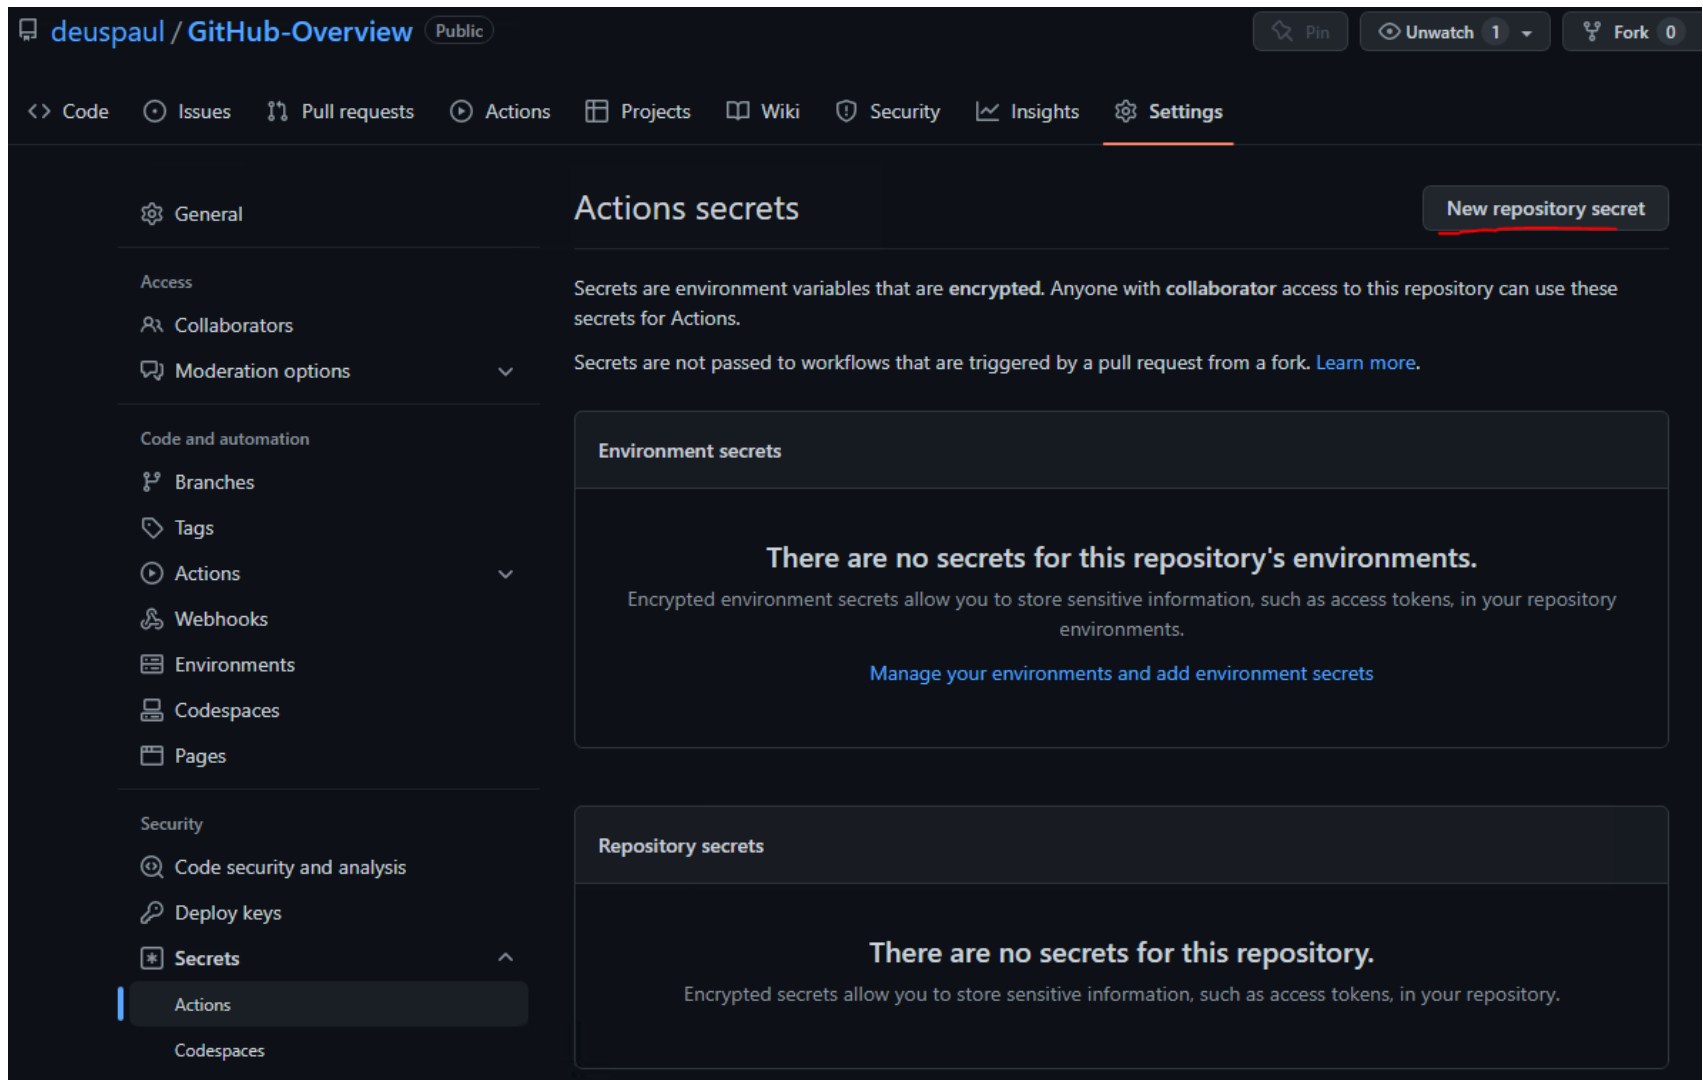 deuspaul / GitHub-Overview Public Pin Unwatch 1 Fork 0
Code Issues Pull requests Actions Projects Wiki Security Insights Settings
General
Access
Collaborators
Moderation options
Code and automation
Branches
Tags
Actions
Webhooks
Environments
Codespaces
Pages
Security
Code security and analysis
Deploy keys
Secrets
Actions
Codespaces
Actions secrets
New repository secret
Secrets are environment variables that are encrypted. Anyone with collaborator access to this repository can use these
secrets for Actions.
Secrets are not passed to workflows that are triggered by a pull request from a fork. Learn more.
Environment secrets
There are no secrets for this repository's environments.
Encrypted environment secrets allow you to store sensitive information, such as access tokens, in your repository
environments.
Manage your environments and add environment secrets
Repository secrets
There are no secrets for this repository.
Encrypted secrets allow you to store sensitive information, such as access tokens, in your repository.